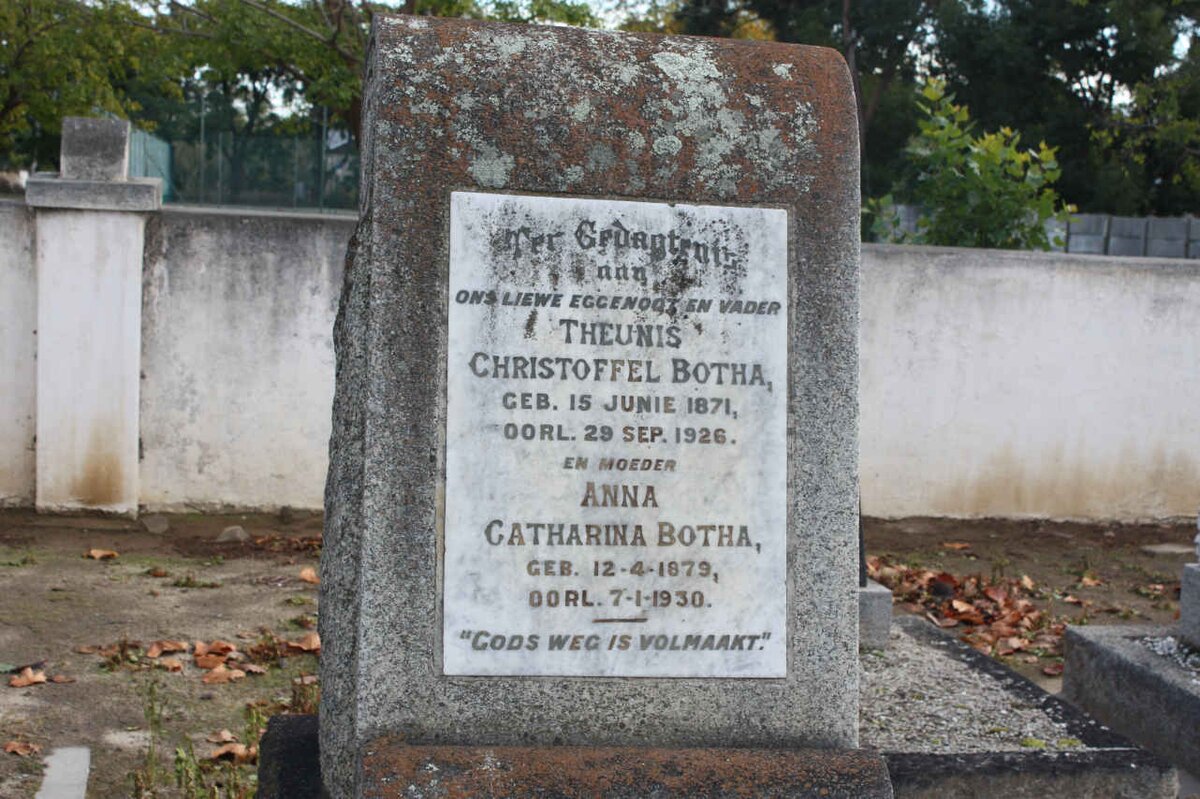 Ter Gedagtenis
aan
ONS LIEWE EGGENOOT EN VADER
THEUNIS
CHRISTOFFEL BOTHA,
GEB. 15 JUNIE 1871,
OORL. 29 SEP. 1926.
EN MOEDER
ANNA
CATHARINA BOTHA,
GEB. 12-4-1879,
OORL. 7-1-1930.
"GODS WEG IS VOLMAAKT."